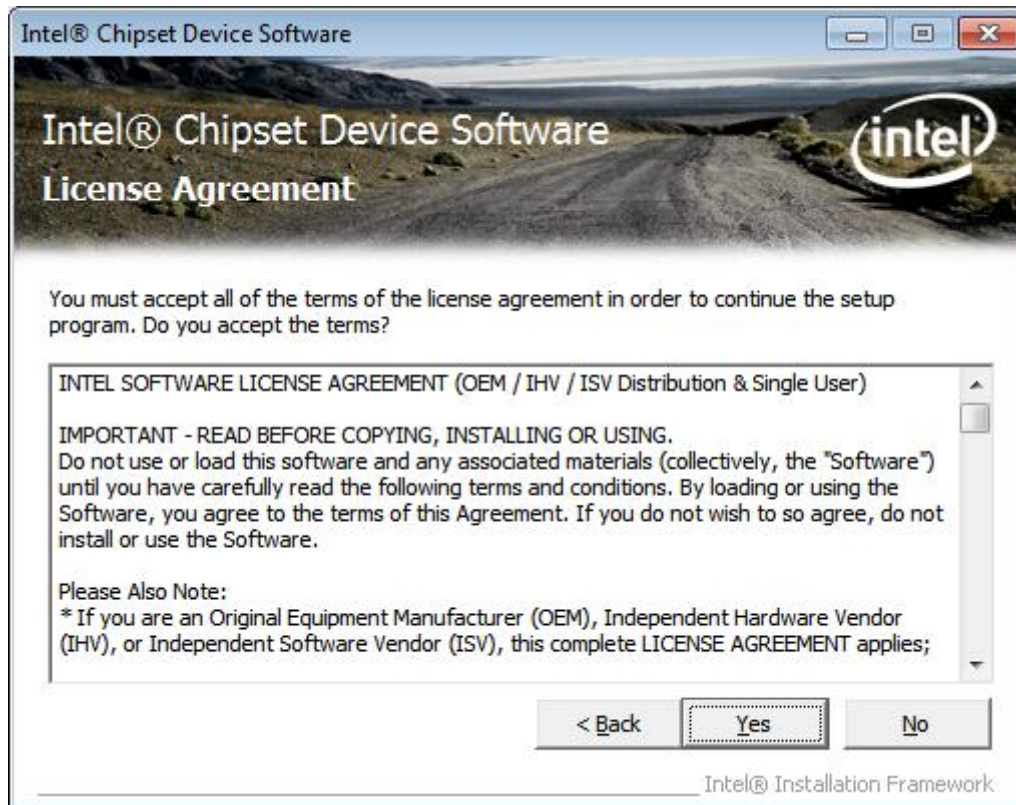 Intel® Chipset Device Software
Intel® Chipset Device Software
intel
License Agreement
You must accept all of the terms of the license agreement in order to continue the setup
program. Do you accept the terms?
INTEL SOFTWARE LICENSE AGREEMENT (OEM / IHV / ISV Distribution & Single User)
IMPORTANT - READ BEFORE COPYING, INSTALLING OR USING.
Do not use or load this software and any associated materials (collectively, the "Software")
until you have carefully read the following terms and conditions. By loading or using the
Software, you agree to the terms of this Agreement. If you do not wish to so agree, do not
install or use the Software.
Please Also Note:
* If you are an Original Equipment Manufacturer (OEM), Independent Hardware Vendor
(IHV), or Independent Software Vendor (ISV), this complete LICENSE AGREEMENT applies;
< Back Yes No
Intel® Installation Framework